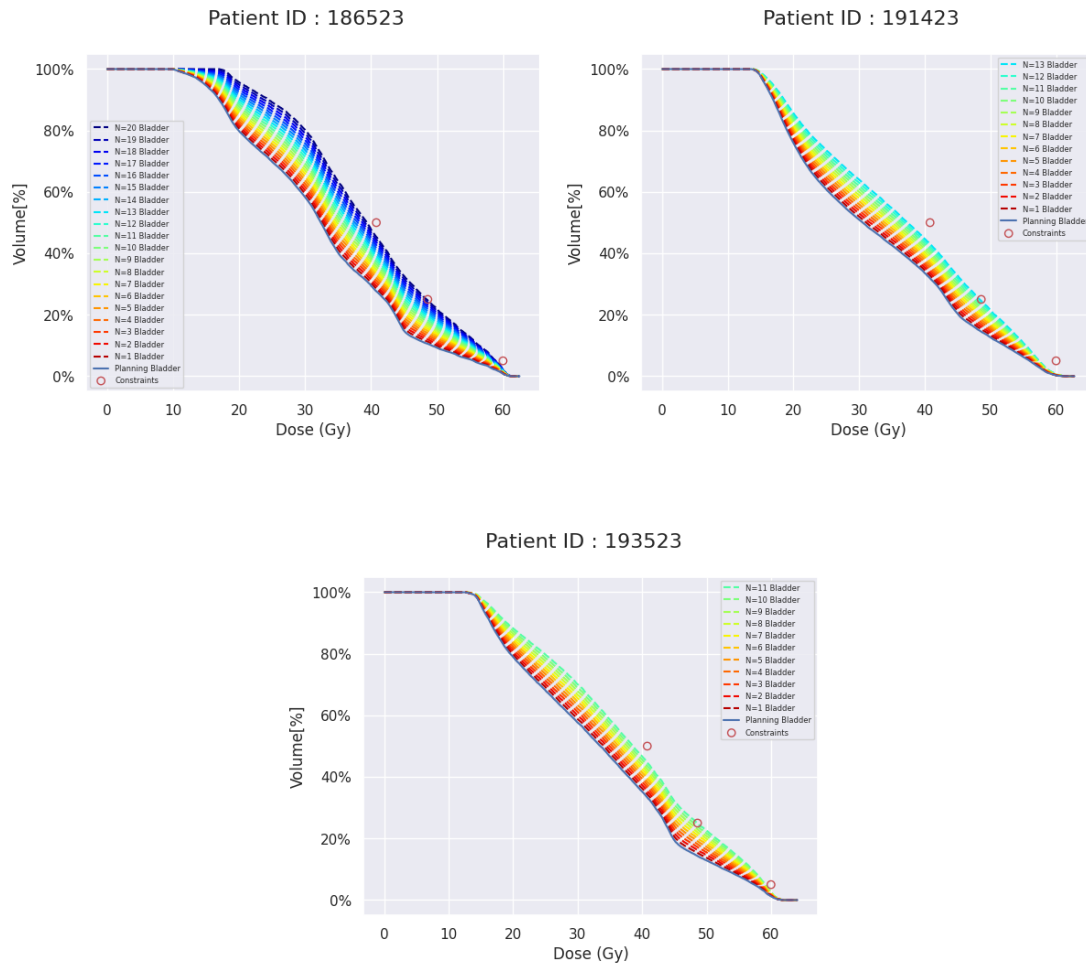 Patient ID : 186523
100%
80%
60%
40%
20%
0%
Volume[%]
0 10 20 30 40 50 60
Dose (Gy)
N=20 Bladder
N=19 Bladder
N=18 Bladder
N=17 Bladder
N=16 Bladder
N=15 Bladder
N=14 Bladder
N=13 Bladder
N=12 Bladder
N=11 Bladder
N=10 Bladder
N=9 Bladder
N=8 Bladder
N=7 Bladder
N=6 Bladder
N=5 Bladder
N=4 Bladder
N=3 Bladder
N=2 Bladder
N=1 Bladder
Planning Bladder
Constraints
Patient ID : 191423
100%
80%
60%
40%
20%
0%
Volume[%]
0 10 20 30 40 50 60
Dose (Gy)
N=13 Bladder
N=12 Bladder
N=11 Bladder
N=10 Bladder
N=9 Bladder
N=8 Bladder
N=7 Bladder
N=6 Bladder
N=5 Bladder
N=4 Bladder
N=3 Bladder
N=2 Bladder
N=1 Bladder
Planning Bladder
Constraints
Patient ID : 193523
100%
80%
60%
40%
20%
0%
Volume[%]
0 10 20 30 40 50 60
Dose (Gy)
N=11 Bladder
N=10 Bladder
N=9 Bladder
N=8 Bladder
N=7 Bladder
N=6 Bladder
N=5 Bladder
N=4 Bladder
N=3 Bladder
N=2 Bladder
N=1 Bladder
Planning Bladder
Constraints